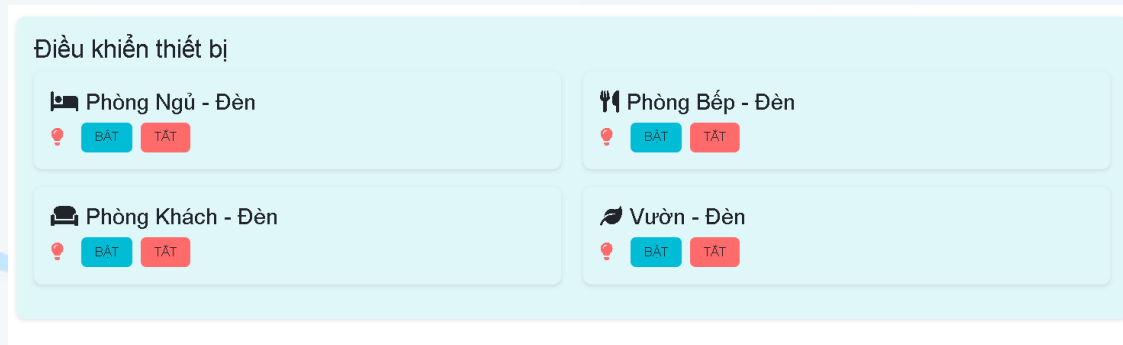 Điều khiển thiết bị
Phòng Ngủ - Đèn
BẬT TẮT
Phòng Bếp - Đèn
BẬT TẮT
Phòng Khách - Đèn
BẬT TẮT
Vườn - Đèn
BẬT TẮT